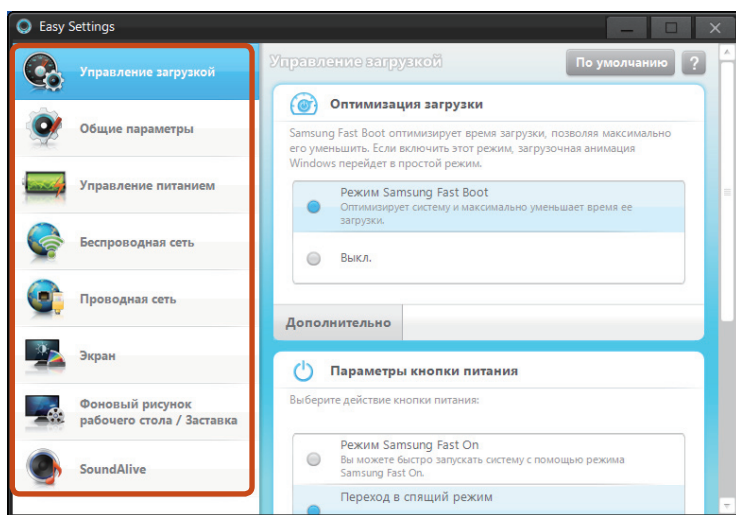 Easy Settings
Управление загрузкой
Общие параметры
Управление питанием
Беспроводная сеть
Проводная сеть
Экран
Фоновый рисунок
рабочего стола / Заставка
SoundAlive
Управление загрузкой
По умолчанию
?
Оптимизация загрузки
Samsung Fast Boot оптимизирует время загрузки, позволяя максимально
его уменьшить. Если включить этот режим, загрузочная анимация
Windows перейдет в простой режим.
Режим Samsung Fast Boot
Оптимизирует систему и максимально уменьшает время ее
загрузки.
Выкл.
Дополнительно
Параметры кнопки питания
Выберите действие кнопки питания:
Режим Samsung Fast On
Вы можете быстро запускать систему с помощью режима
Samsung Fast On.
Переход в спящий режим